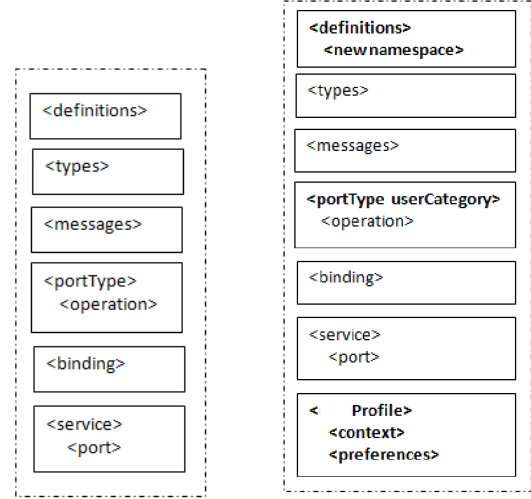 <definitions>
<types>
<messages>
<portType>
<operation>
<binding>
<service>
<port>
<definitions>
<new namespace>
<types>
<messages>
<portType userCategory>
<operation>
<binding>
<service>
<port>
< Profile>
<context>
<preferences>